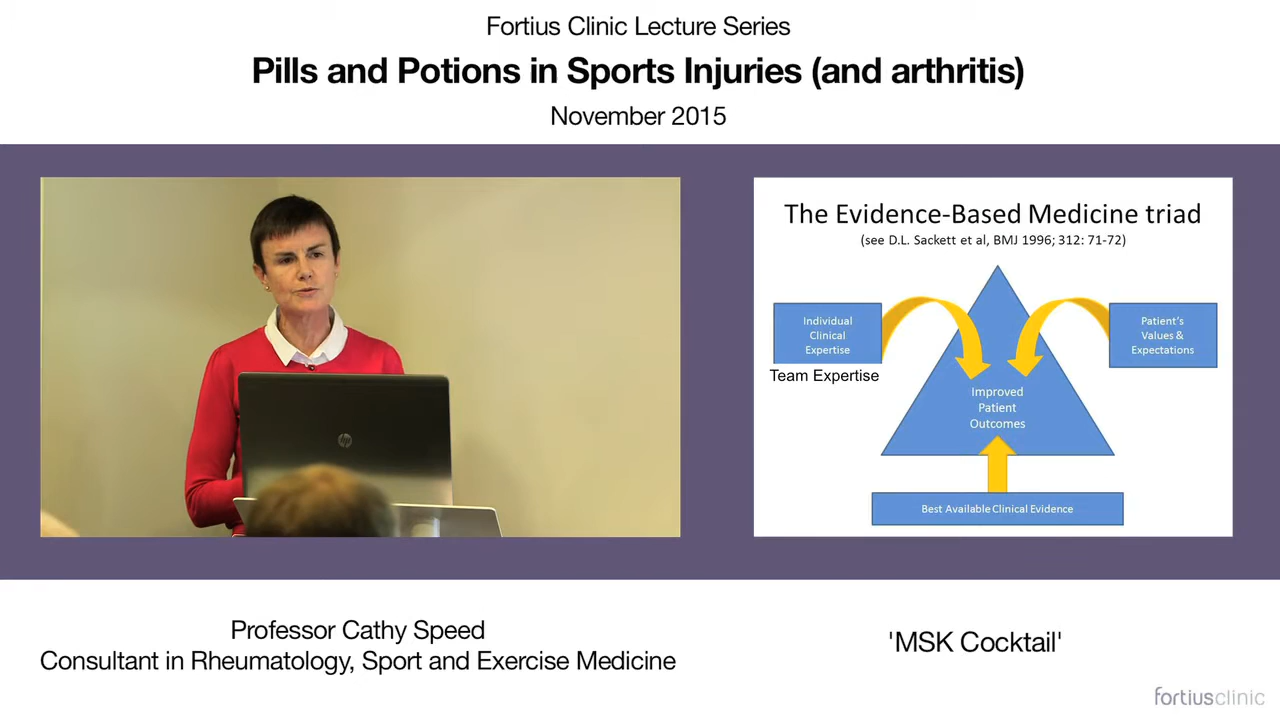 Fortius Clinic Lecture Series
Pills and Potions in Sports Injuries (and arthritis)
November 2015
The Evidence-Based Medicine triad
(see D.L. Sackett et al, BMJ 1996; 312: 71-72)
Individual
Clinical
Expertise
Team Expertise
Patient's
Values &
Expectations
Improved
Patient
Outcomes
Best Available Clinical Evidence
hp
Professor Cathy Speed
Consultant in Rheumatology, Sport and Exercise Medicine
'MSK Cocktail'
fortiusclinic